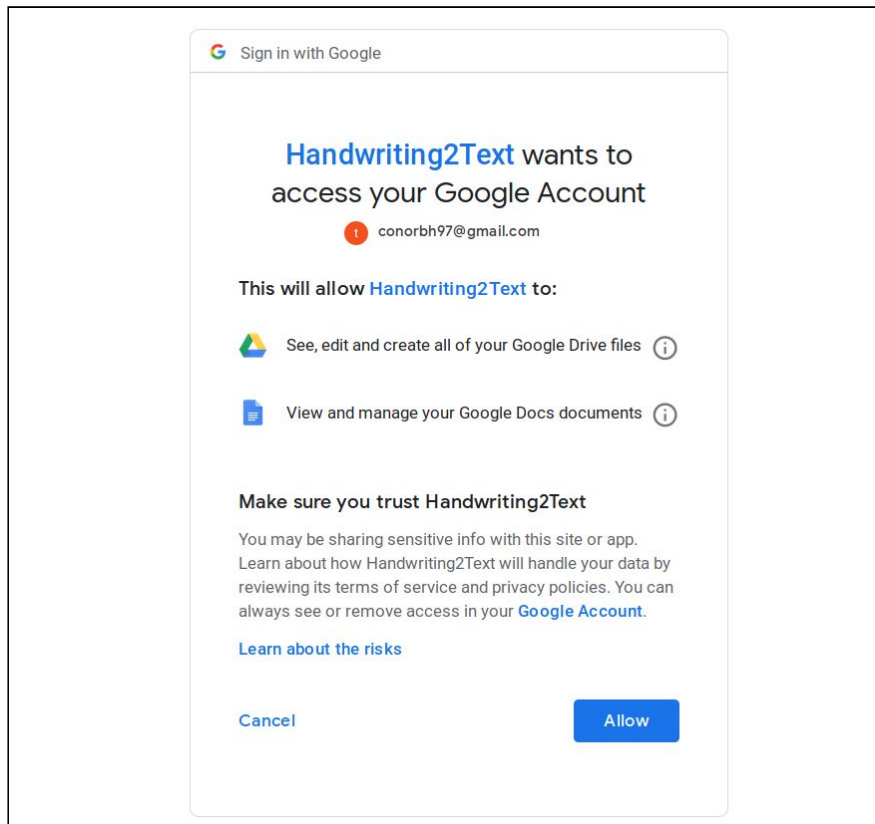 Sign in with Google
Handwriting2Text wants to
access your Google Account
t conorbh97@gmail.com
This will allow Handwriting2Text to:
See, edit and create all of your Google Drive files
View and manage your Google Docs documents
Make sure you trust Handwriting2Text
You may be sharing sensitive info with this site or app.
Learn about how Handwriting2Text will handle your data by
reviewing its terms of service and privacy policies. You can
always see or remove access in your Google Account.
Learn about the risks
Cancel Allow